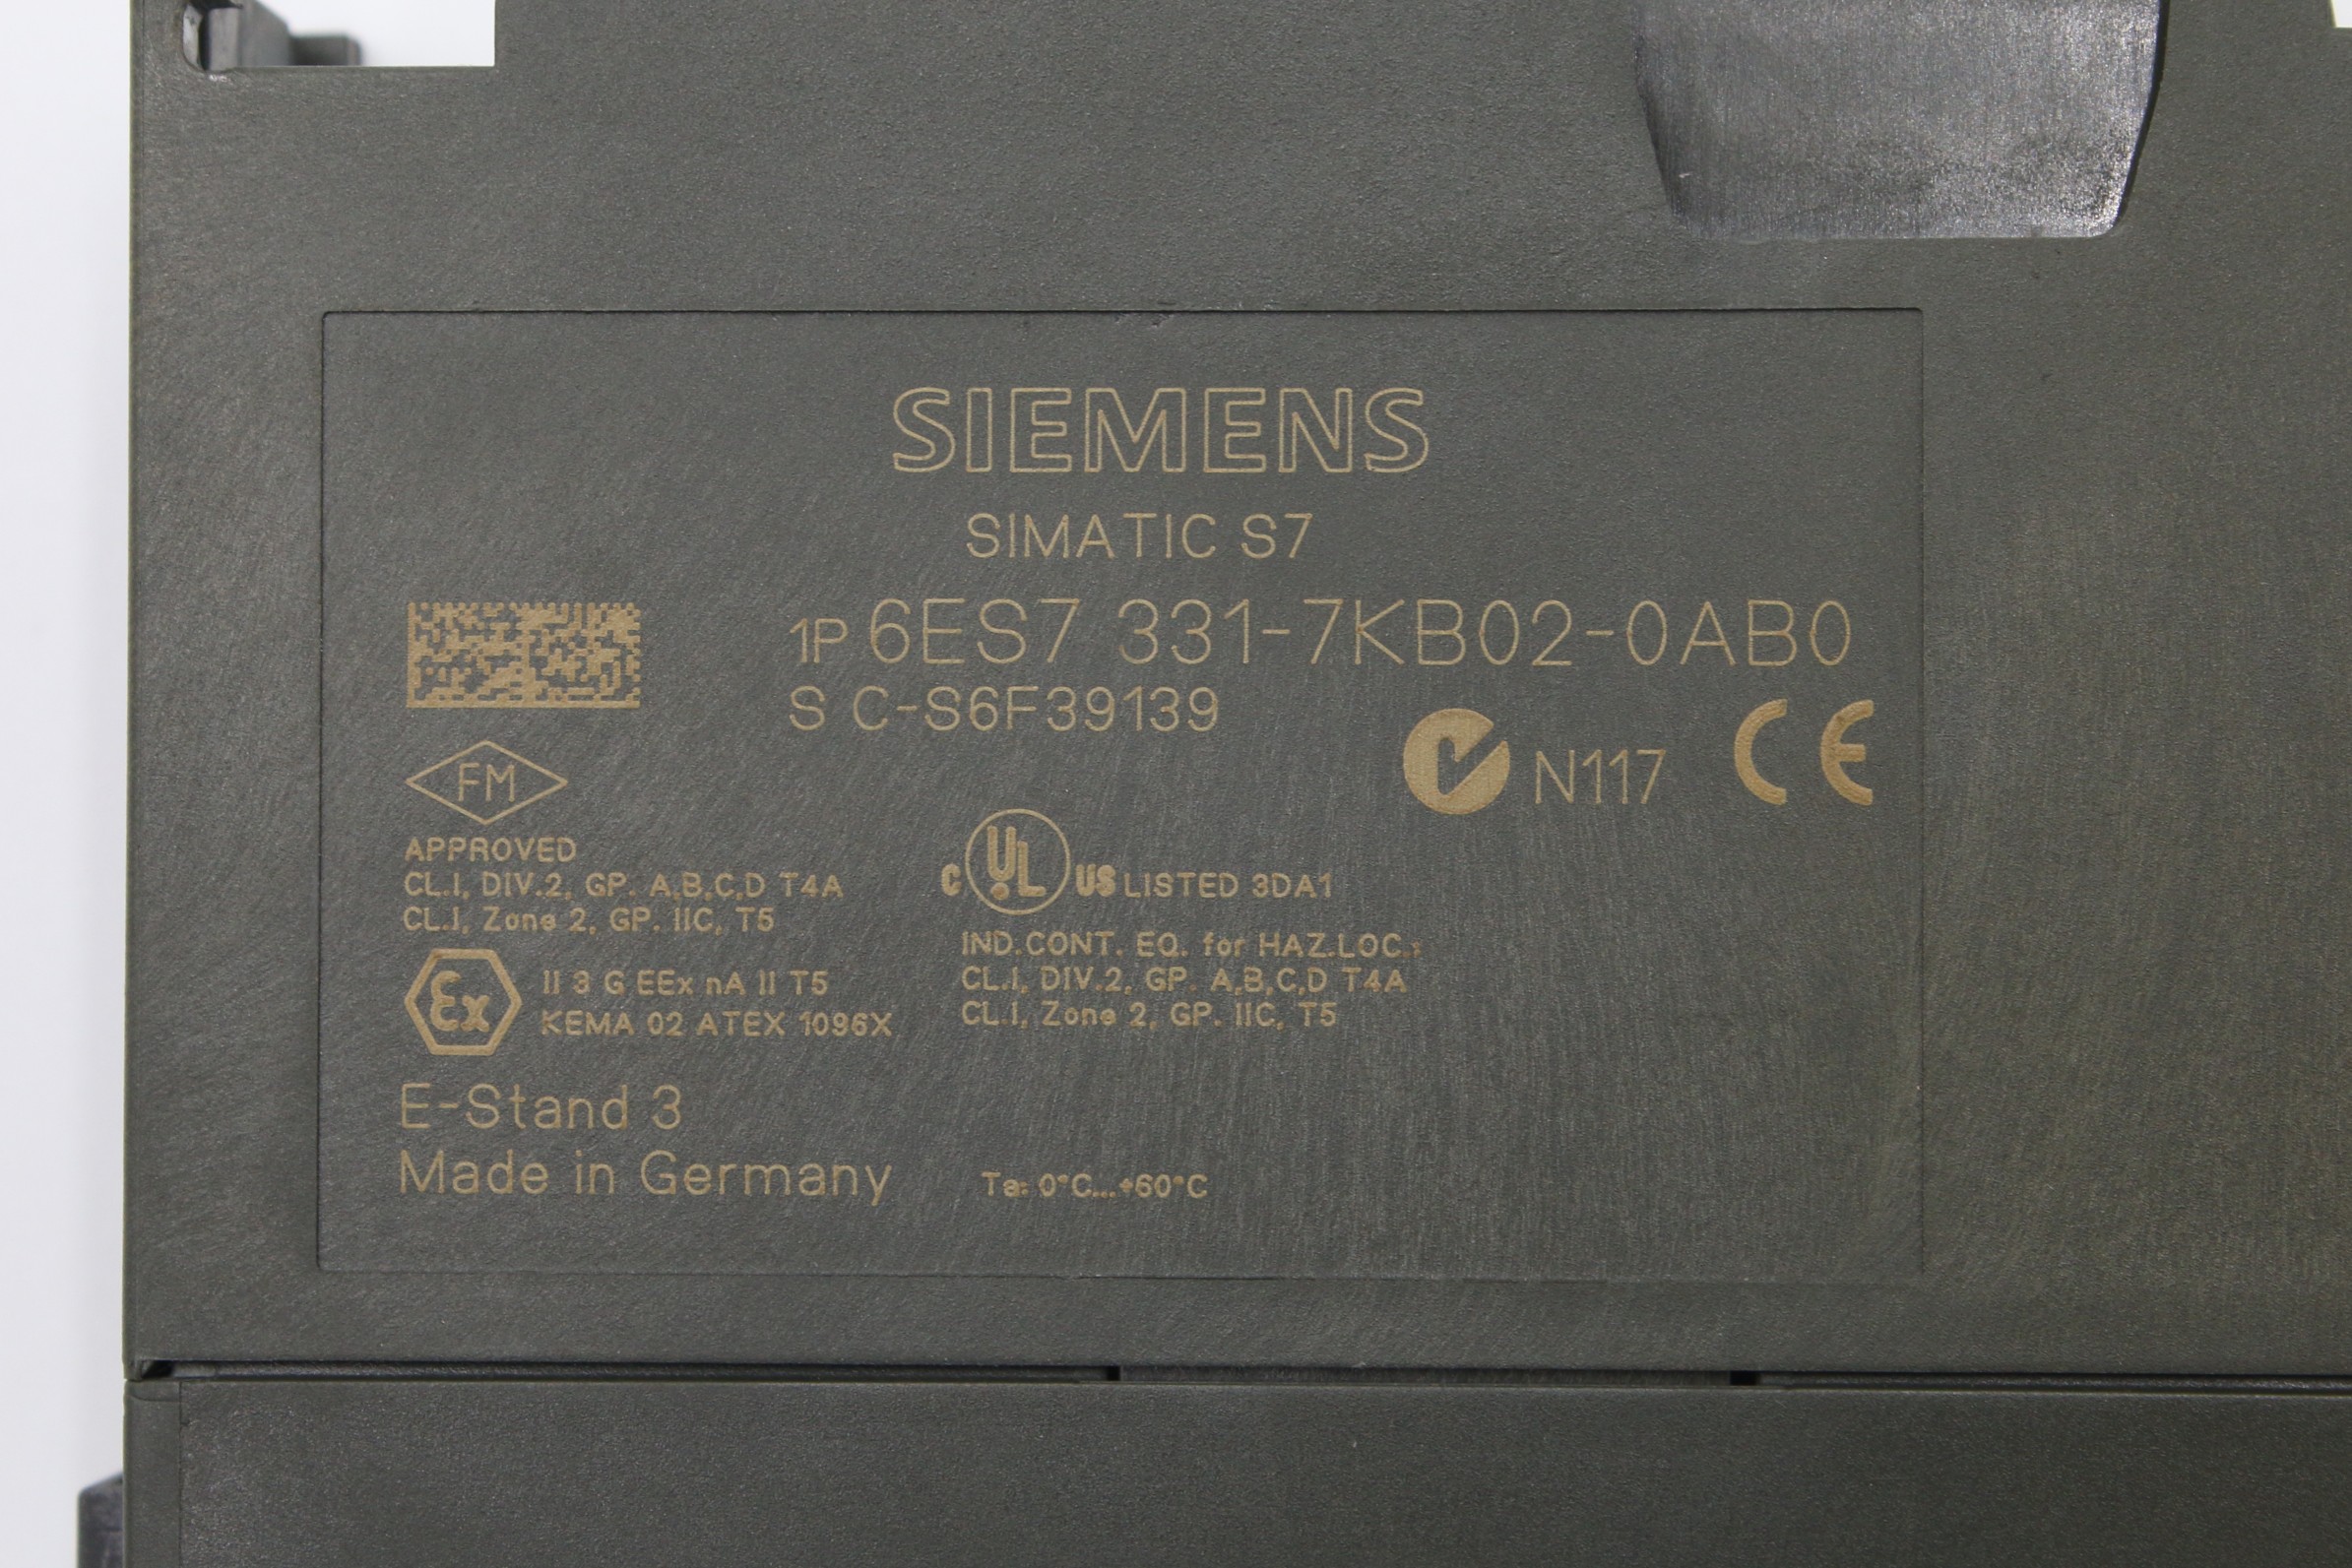 SIEMENS
SIMATIC S7
1P 6ES7 331-7KB02-0AB0
S C-S6F39139
N117 CE
FM
APPROVED
CL.I, DIV.2, GP. A,B,C,D T4A
CL.I, Zone 2, GP. IIC, T5
C UL US LISTED 3DA1
IND.CONT. EQ. for HAZ.LOC.:
CL.I, DIV.2, GP. A,B,C,D T4A
CL.I, Zone 2, GP. IIC, T5
Ex II 3 G EEx nA II T5
KEMA 02 ATEX 1096X
E-Stand 3
Made in Germany
Ta: 0°C...+60°C